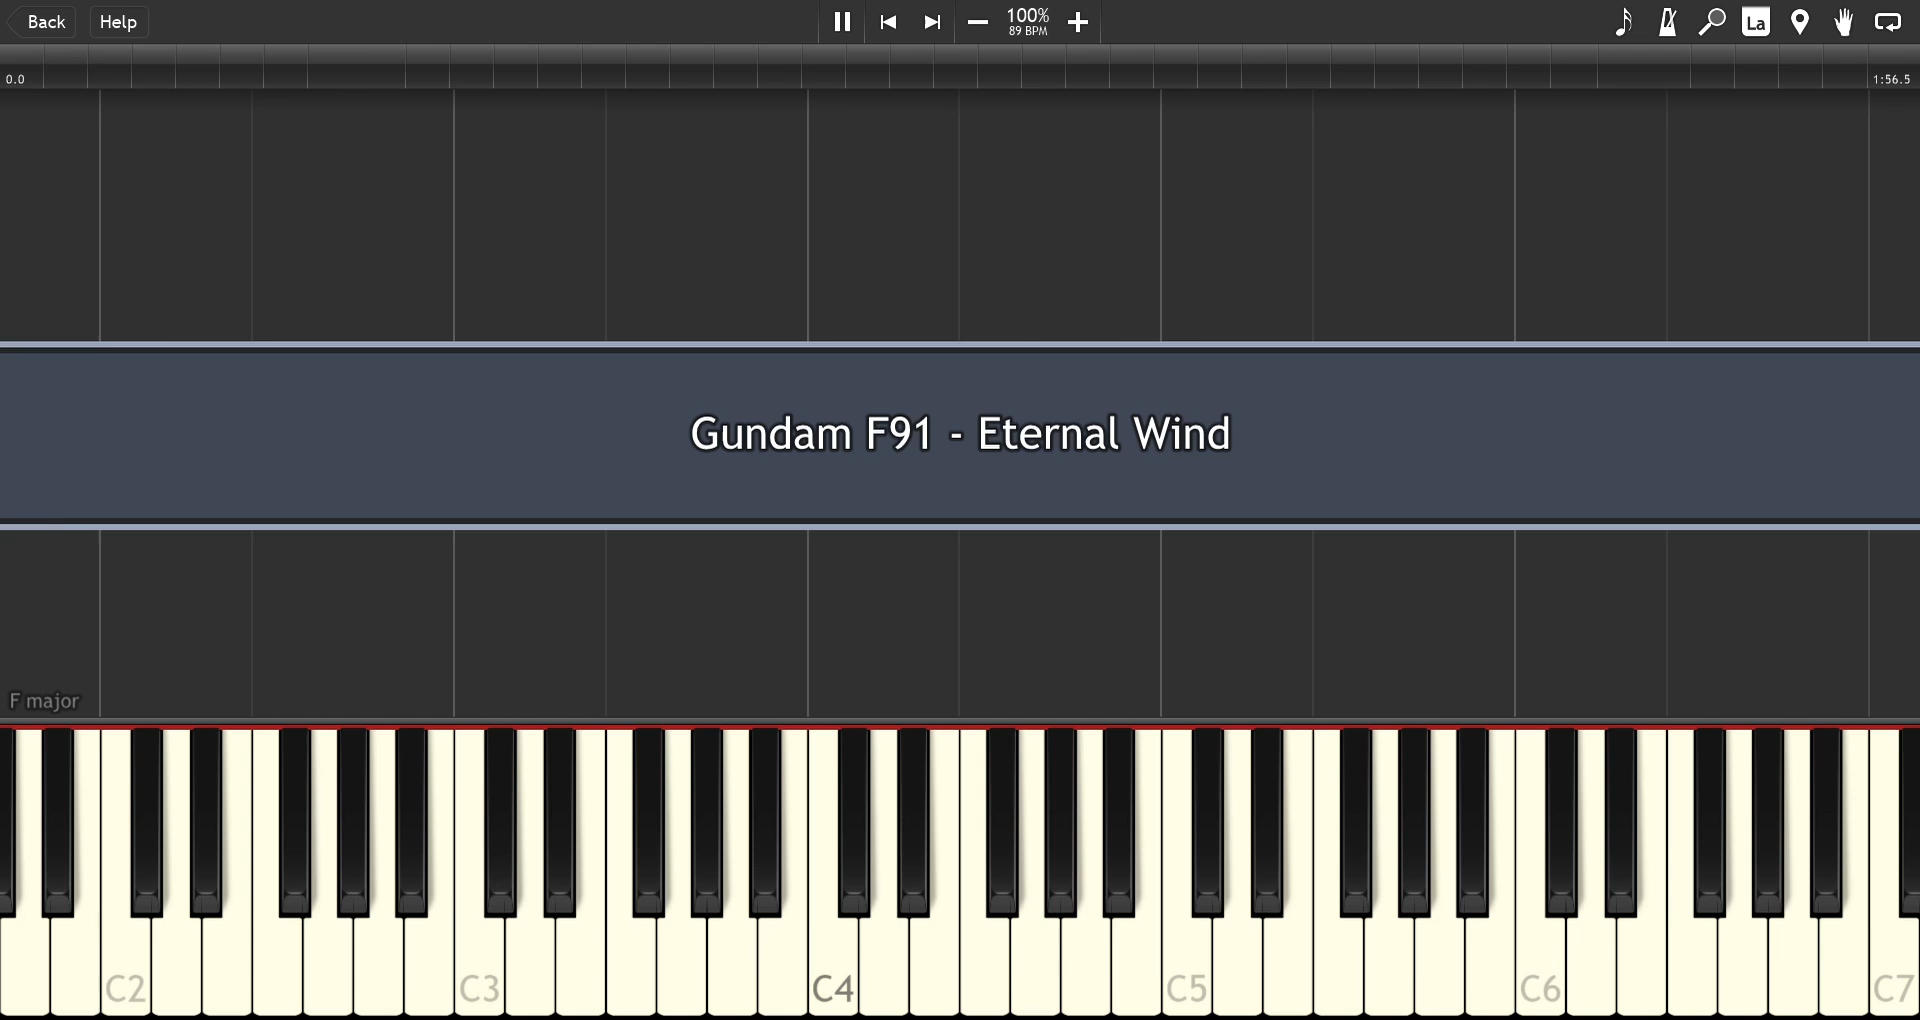 Back
Help
100%
89 BPM
La
0.0
1:56.5
Gundam F91 - Eternal Wind
F major
C2
C3
C4
C5
C6
C7